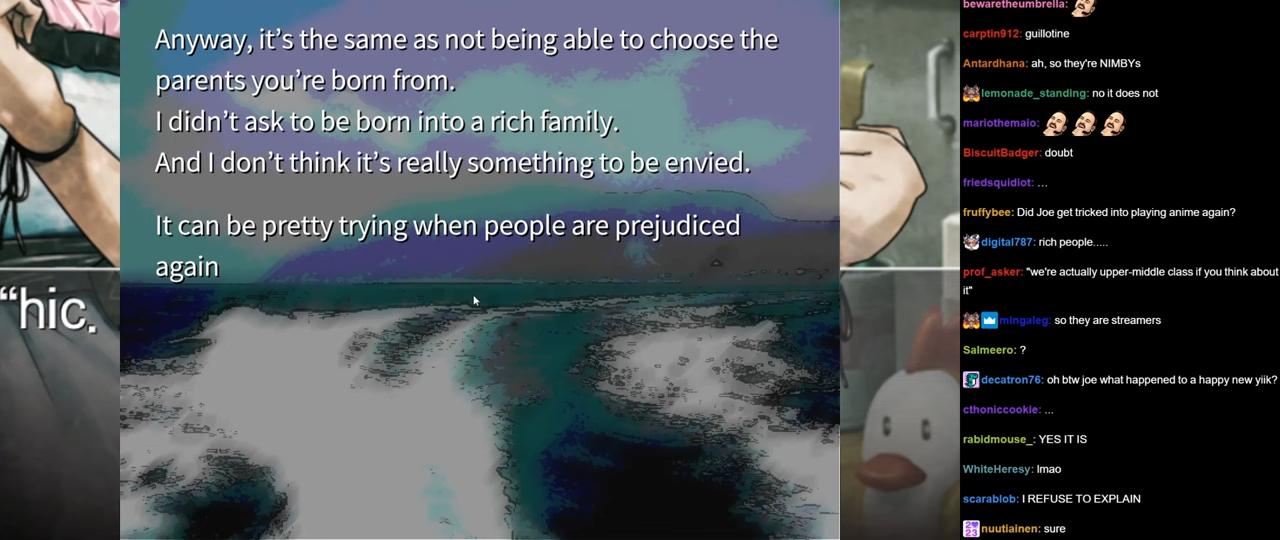 Anyway, it's the same as not being able to choose the
parents you're born from.
I didn't ask to be born into a rich family.
And I don't think it's really something to be envied.
It can be pretty trying when people are prejudiced
again
"hic.
bewaretheumbrella:
carptin912: guillotine
Antardhana: ah, so they're NIMBYs
lemonade_standing: no it does not
mariothemaio:
BiscuitBadger: doubt
friedsquidiot: …
fruffybee: Did Joe get tricked into playing anime again?
digital787: rich people.....
prof_asker: "we're actually upper-middle class if you think about
it"
mingaleg: so they are streamers
Salmeero: ?
decatron76: oh btw joe what happened to a happy new yiik?
cthoniccookie: ...
rabidmouse_: YES IT IS
WhiteHeresy: lmao
scarablob: I REFUSE TO EXPLAIN
nuutiainen: sure